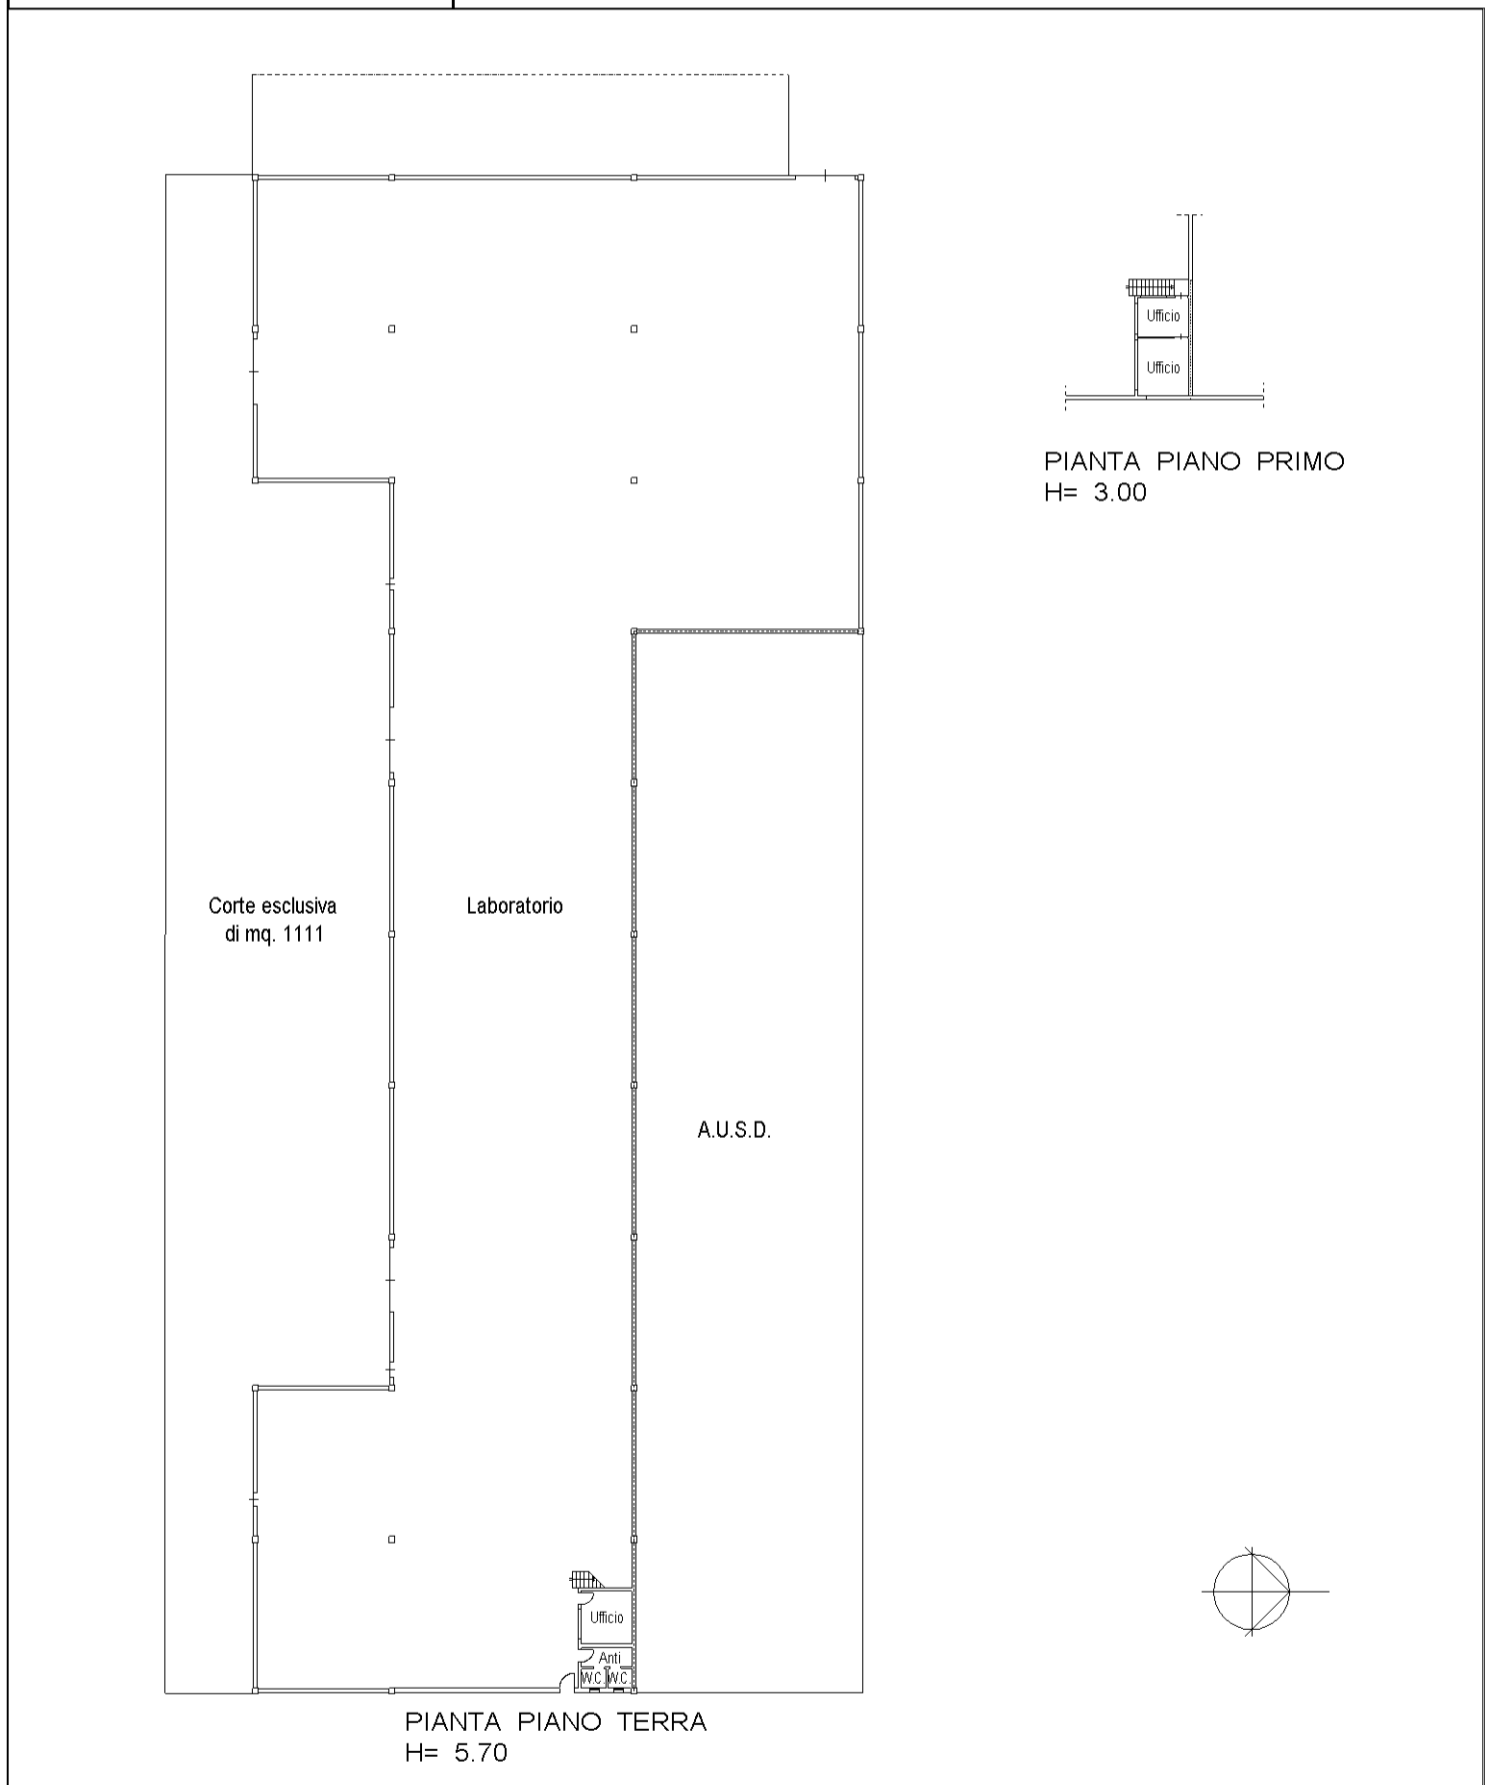 Ufficio
Ufficio
PIANTA PIANO PRIMO
H= 3.00
Corte esclusiva
di mq. 1111
Laboratorio
A.U.S.D.
Ufficio
Anti
W.C. W.C.
PIANTA PIANO TERRA
H= 5.70